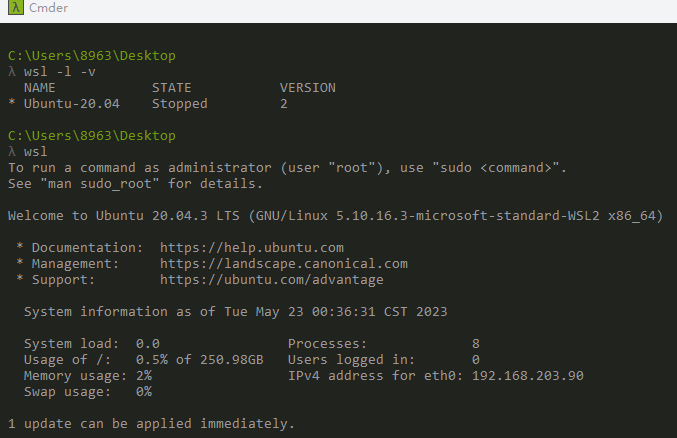 λ Cmder
C:\Users\8963\Desktop
λ wsl -l -v
  NAME            STATE           VERSION
* Ubuntu-20.04    Stopped         2
C:\Users\8963\Desktop
λ wsl
To run a command as administrator (user "root"), use "sudo <command>".
See "man sudo_root" for details.
Welcome to Ubuntu 20.04.3 LTS (GNU/Linux 5.10.16.3-microsoft-standard-WSL2 x86_64)
 * Documentation:  https://help.ubuntu.com
 * Management:     https://landscape.canonical.com
 * Support:        https://ubuntu.com/advantage
  System information as of Tue May 23 00:36:31 CST 2023
  System load:  0.0                Processes:             8
  Usage of /:   0.5% of 250.98GB   Users logged in:       0
  Memory usage: 2%                 IPv4 address for eth0: 192.168.203.90
  Swap usage:   0%
1 update can be applied immediately.